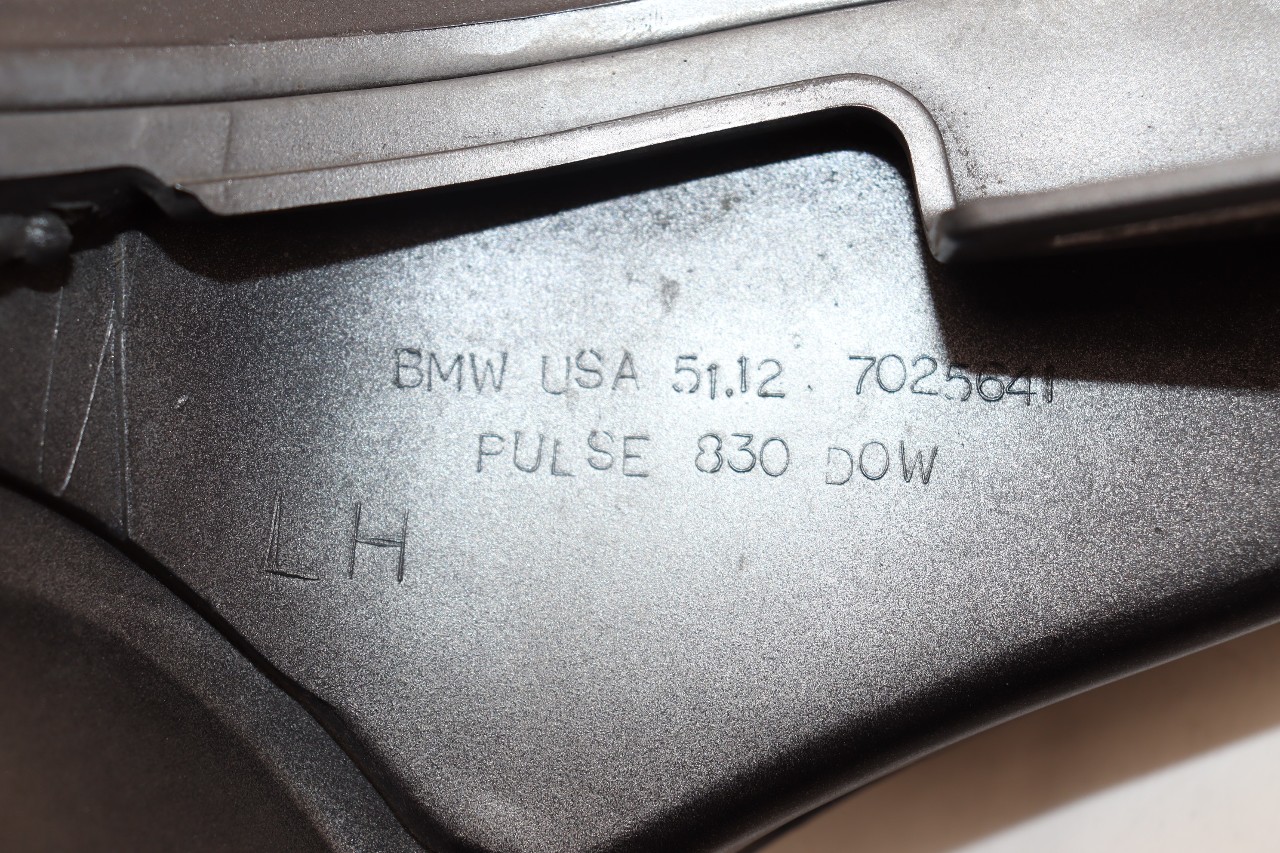 BMW USA 51.12 7025641
PULSE 830 DOW
LH